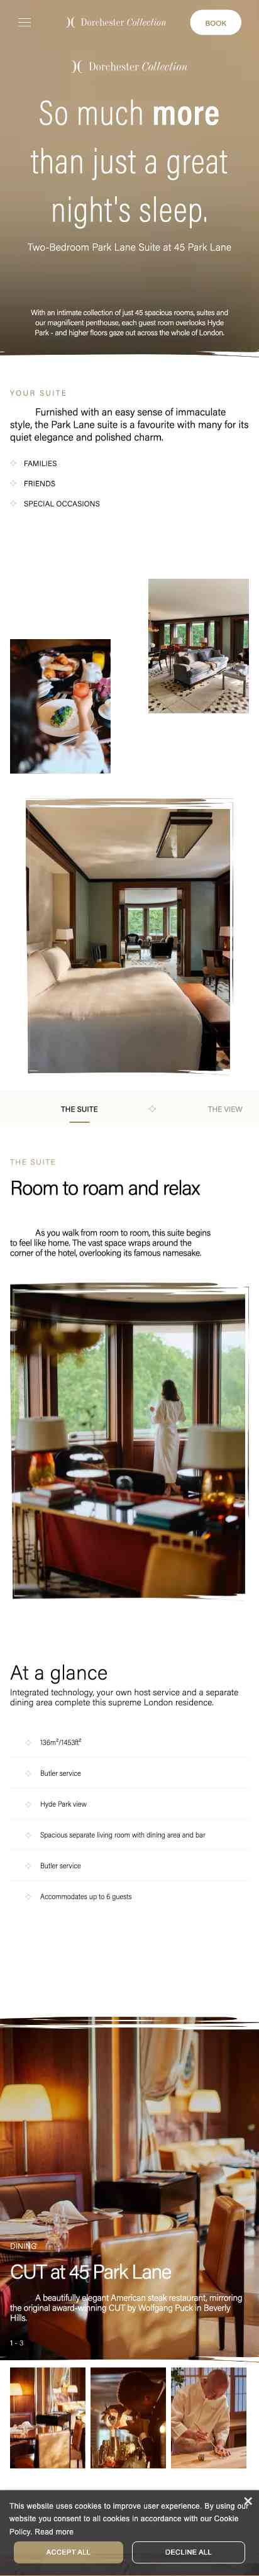 Dorchester Collection
BOOK
Dorchester Collection
So much more
than just a great
night's sleep.
Two-Bedroom Park Lane Suite at 45 Park Lane
With an intimate collection of just 45 spacious rooms, suites and
our magnificent penthouse, each guest room overlooks Hyde
Park - and higher floors gaze out across the whole of London.
YOUR SUITE
Furnished with an easy sense of immaculate
style, the Park Lane suite is a favourite with many for its
quiet elegance and polished charm.
FAMILIES
FRIENDS
SPECIAL OCCASIONS
THE SUITE
THE VIEW
THE SUITE
Room to roam and relax
As you walk from room to room, this suite begins
to feel like home. The vast space wraps around the
corner of the hotel, overlooking its famous namesake.
At a glance
Integrated technology, your own host service and a separate
dining area complete this supreme London residence.
136m²/1453ft²
Butler service
Hyde Park view
Spacious separate living room with dining area and bar
Butler service
Accommodates up to 6 guests
DINING
CUT at 45 Park Lane
A beautifully elegant American steak restaurant, mirroring
the original award-winning CUT by Wolfgang Puck in Beverly
Hills.
1 - 3
This website uses cookies to improve user experience. By using our
website you consent to all cookies in accordance with our Cookie
Policy. Read more
ACCEPT ALL
DECLINE ALL